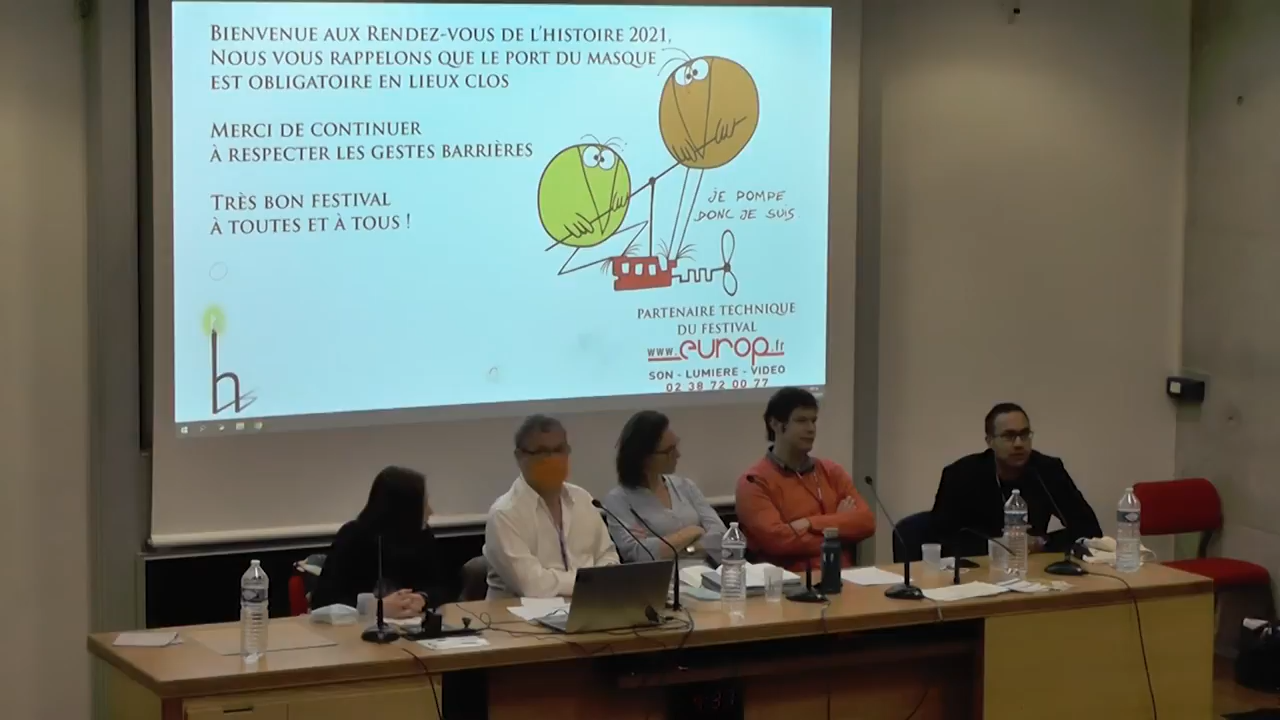 BIENVENUE AUX RENDEZ-VOUS DE L'HISTOIRE 2021,
NOUS VOUS RAPPELONS QUE LE PORT DU MASQUE
EST OBLIGATOIRE EN LIEUX CLOS
MERCI DE CONTINUER
À RESPECTER LES GESTES BARRIÈRES
TRÈS BON FESTIVAL
À TOUTES ET À TOUS !
JE POMPE
DONC JE SUIS
PARTENAIRE TECHNIQUE
DU FESTIVAL
www.europ.fr
SON - LUMIERE - VIDEO
02 38 72 00 77
h